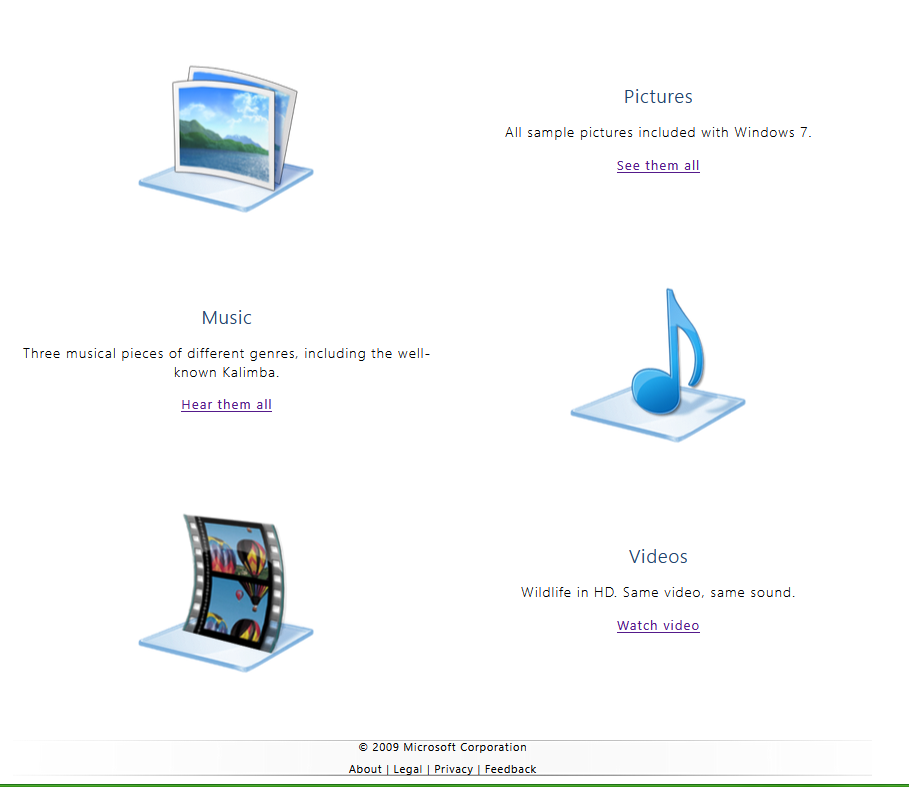 Pictures
All sample pictures included with Windows 7.
See them all
Music
Three musical pieces of different genres, including the well-
known Kalimba.
Hear them all
Videos
Wildlife in HD. Same video, same sound.
Watch video
© 2009 Microsoft Corporation
About | Legal | Privacy | Feedback